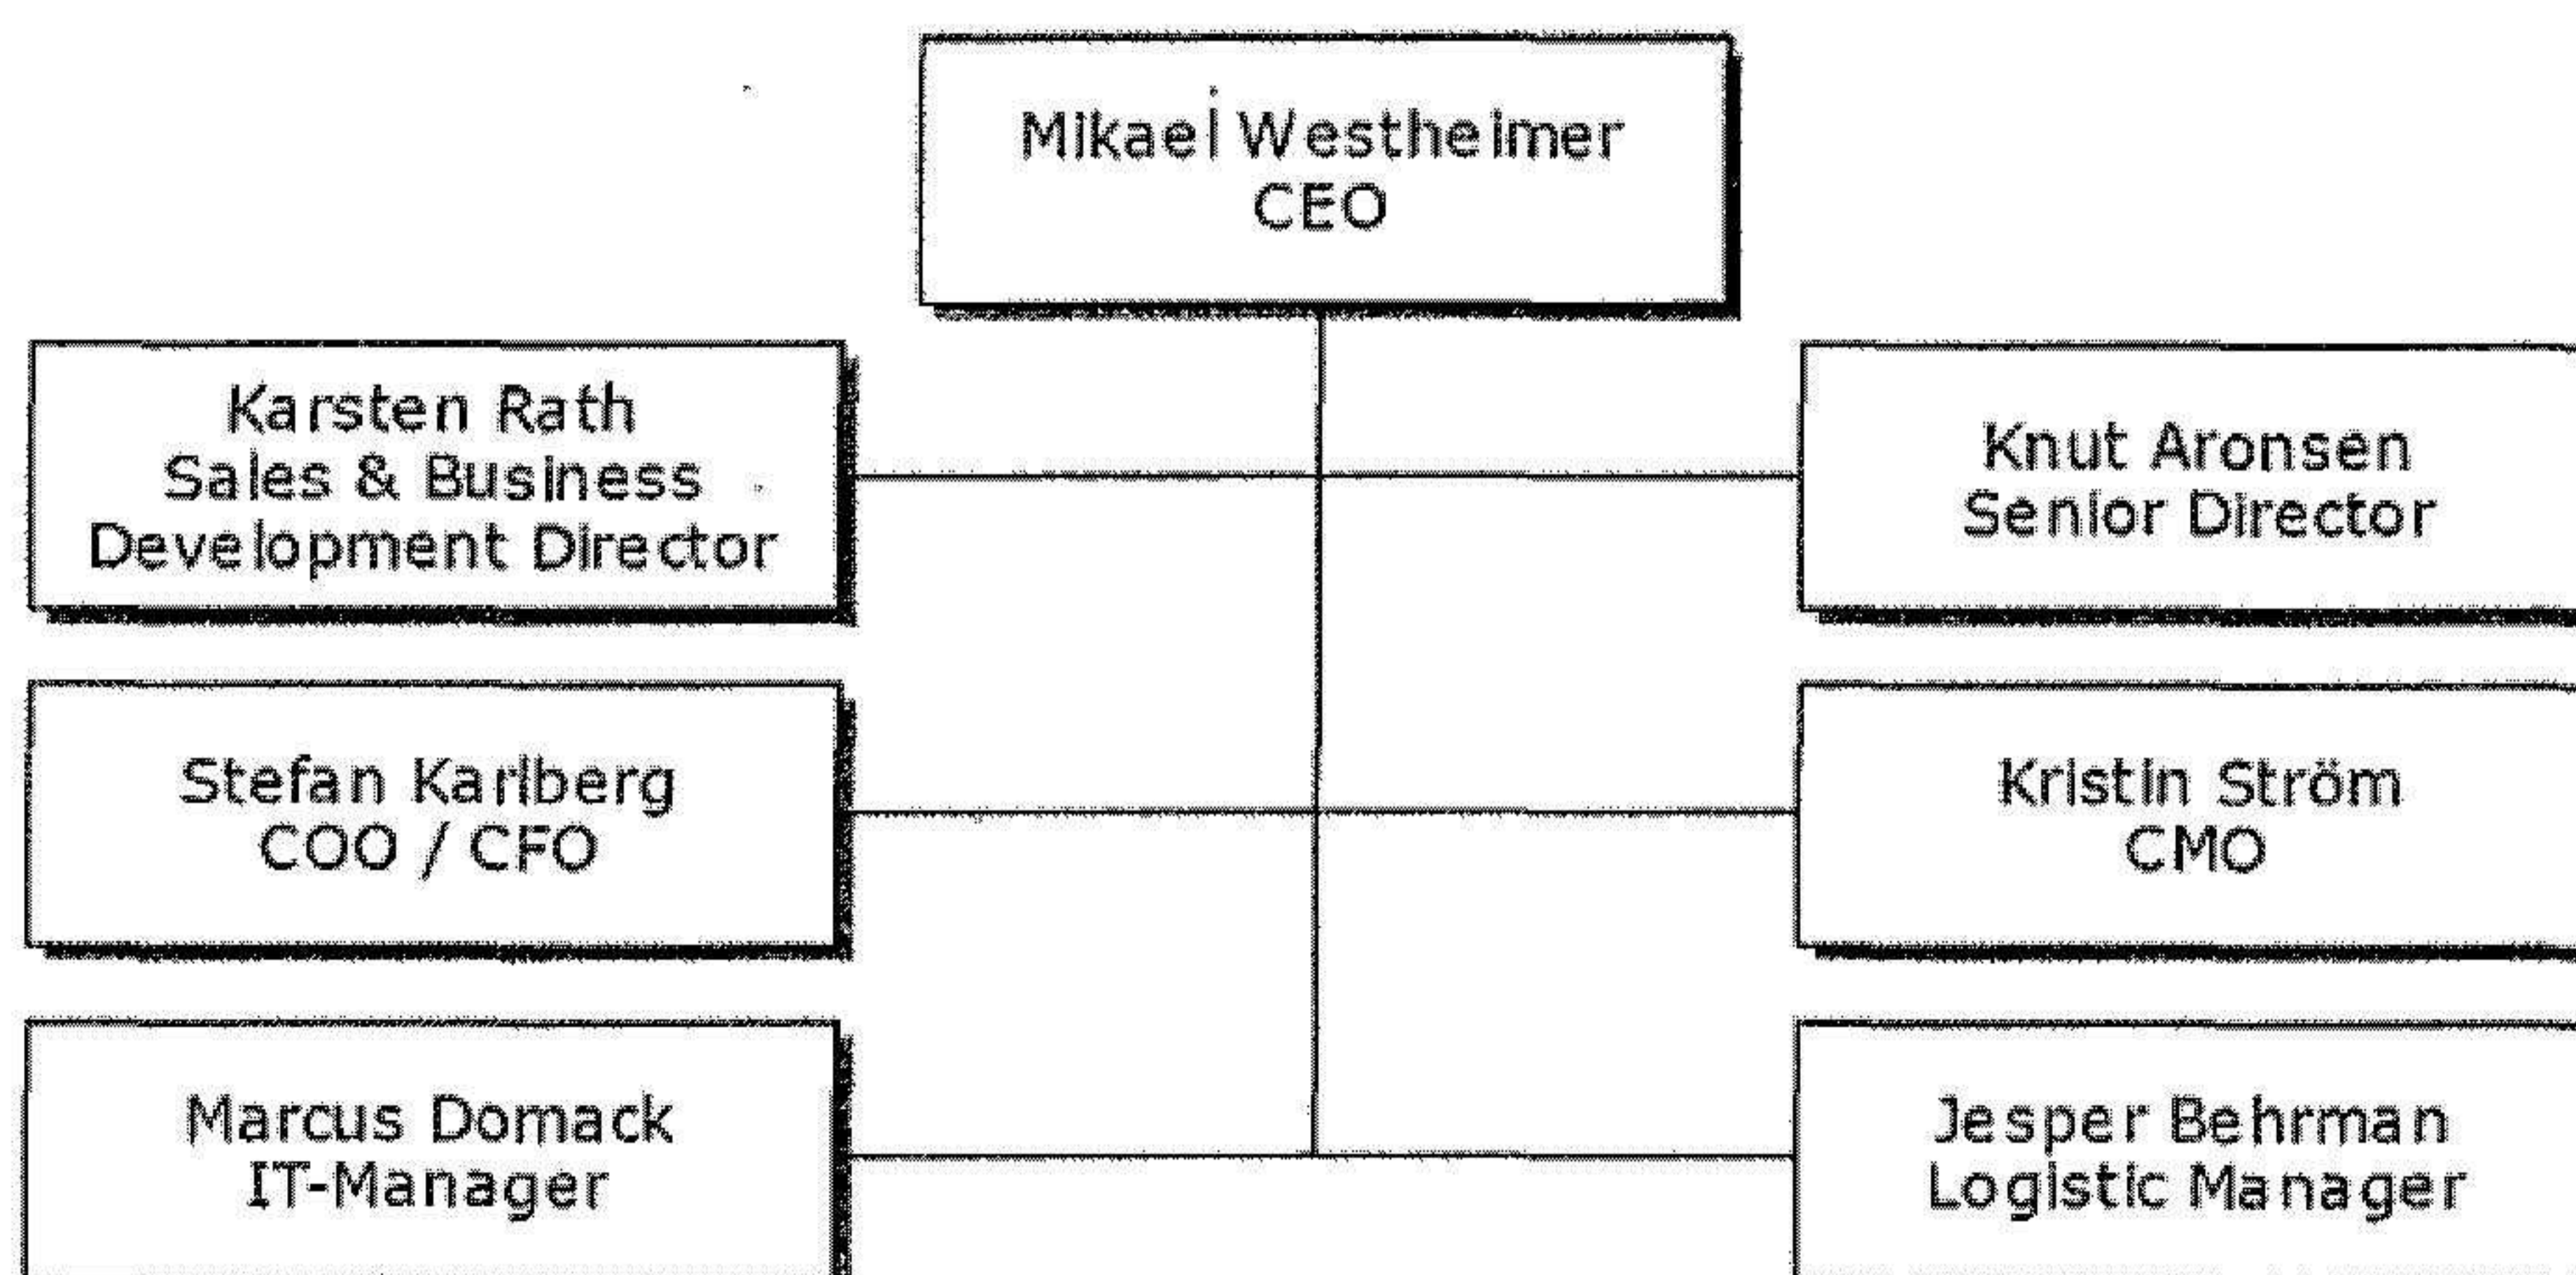 Mikael Westheimer
CEO
Karsten Rath
Sales & Business
Development Director
Knut Aronsen
Senior Director
Stefan Karlberg
COO / CFO
Kristin Ström
CMO
Marcus Domack
IT-Manager
Jesper Behrman
Logistic Manager